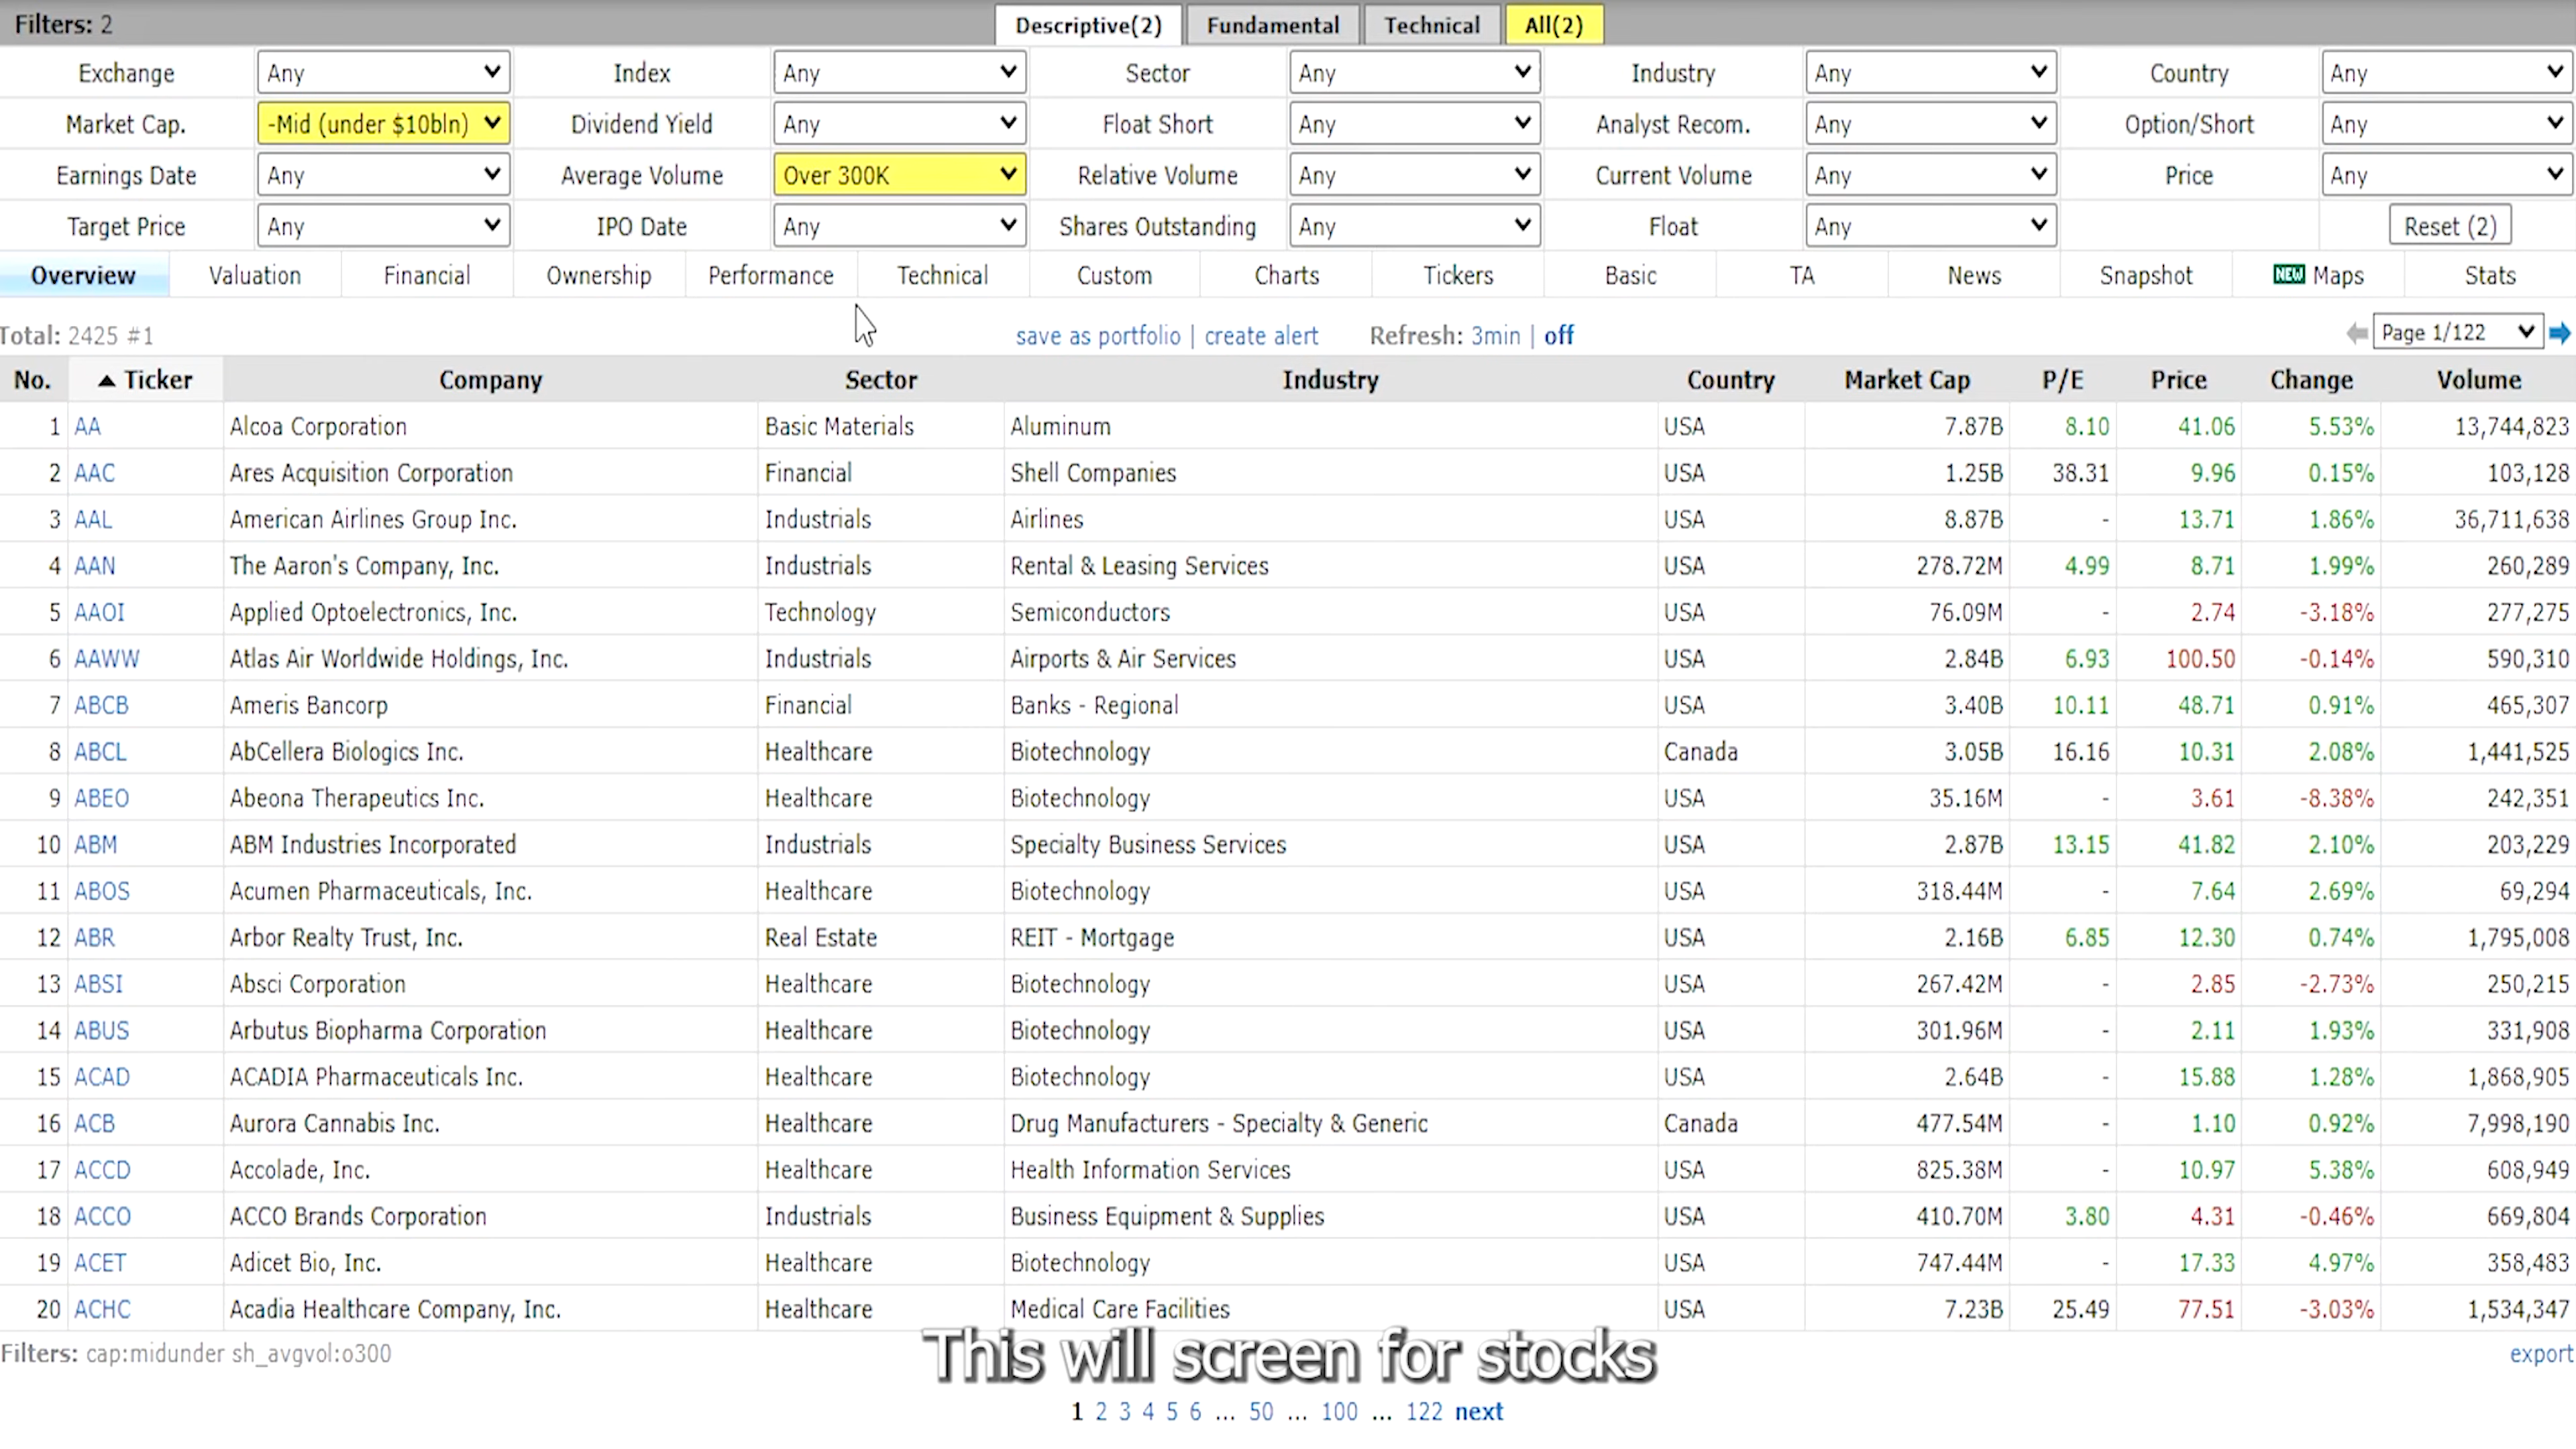 Filters: 2 Descriptive(2) Fundamental Technical All(2)
Exchange Any Index Any Sector Any Industry Any Country Any
Market Cap. -Mid (under $10bln) Dividend Yield Any Float Short Any Analyst Recom. Any Option/Short Any
Earnings Date Any Average Volume Over 300K Relative Volume Any Current Volume Any Price Any
Target Price Any IPO Date Any Shares Outstanding Any Float Any Reset (2)
Overview Valuation Financial Ownership Performance Technical Custom Charts Tickers Basic TA News Snapshot NEW Maps Stats
Total: 2425 #1 save as portfolio | create alert Refresh: 3min | off Page 1/122
No. Ticker Company Sector Industry Country Market Cap P/E Price Change Volume
1 AA Alcoa Corporation Basic Materials Aluminum USA 7.87B 8.10 41.06 5.53% 13,744,823
2 AAC Ares Acquisition Corporation Financial Shell Companies USA 1.25B 38.31 9.96 0.15% 103,128
3 AAL American Airlines Group Inc. Industrials Airlines USA 8.87B - 13.71 1.86% 36,711,638
4 AAN The Aaron's Company, Inc. Industrials Rental & Leasing Services USA 278.72M 4.99 8.71 1.99% 260,289
5 AAOI Applied Optoelectronics, Inc. Technology Semiconductors USA 76.09M - 2.74 -3.18% 277,275
6 AAWW Atlas Air Worldwide Holdings, Inc. Industrials Airports & Air Services USA 2.84B 6.93 100.50 -0.14% 590,310
7 ABCB Ameris Bancorp Financial Banks - Regional USA 3.40B 10.11 48.71 0.91% 465,307
8 ABCL AbCellera Biologics Inc. Healthcare Biotechnology Canada 3.05B 16.16 10.31 2.08% 1,441,525
9 ABEO Abeona Therapeutics Inc. Healthcare Biotechnology USA 35.16M - 3.61 -8.38% 242,351
10 ABM ABM Industries Incorporated Industrials Specialty Business Services USA 2.87B 13.15 41.82 2.10% 203,229
11 ABOS Acumen Pharmaceuticals, Inc. Healthcare Biotechnology USA 318.44M - 7.64 2.69% 69,294
12 ABR Arbor Realty Trust, Inc. Real Estate REIT - Mortgage USA 2.16B 6.85 12.30 0.74% 1,795,008
13 ABSI Absci Corporation Healthcare Biotechnology USA 267.42M - 2.85 -2.73% 250,215
14 ABUS Arbutus Biopharma Corporation Healthcare Biotechnology USA 301.96M - 2.11 1.93% 331,908
15 ACAD ACADIA Pharmaceuticals Inc. Healthcare Biotechnology USA 2.64B - 15.88 1.28% 1,868,905
16 ACB Aurora Cannabis Inc. Healthcare Drug Manufacturers - Specialty & Generic Canada 477.54M - 1.10 0.92% 7,998,190
17 ACCD Accolade, Inc. Healthcare Health Information Services USA 825.38M - 10.97 5.38% 608,949
18 ACCO ACCO Brands Corporation Industrials Business Equipment & Supplies USA 410.70M 3.80 4.31 -0.46% 669,804
19 ACET Adicet Bio, Inc. Healthcare Biotechnology USA 747.44M - 17.33 4.97% 358,483
20 ACHC Acadia Healthcare Company, Inc. Healthcare Medical Care Facilities USA 7.23B 25.49 77.51 -3.03% 1,534,347
Filters: cap:midunder sh_avgvol:o300 export
This will screen for stocks
1 2 3 4 5 6 ... 50 ... 100 ... 122 next